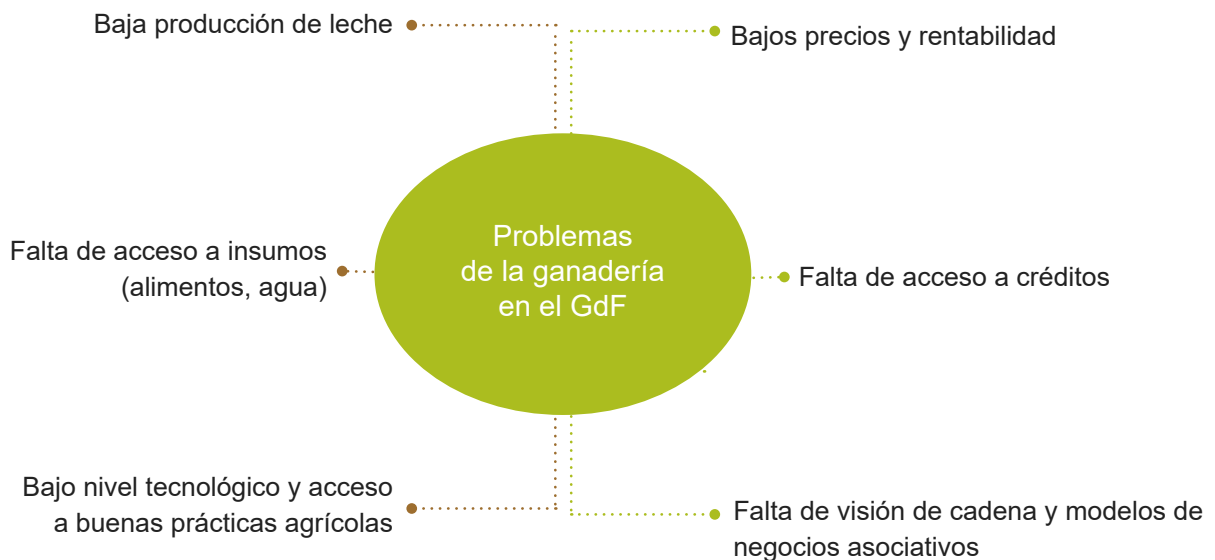 Baja producción de leche
Bajos precios y rentabilidad
Problemas
de la ganadería
en el GdF
Falta de acceso a insumos
(alimentos, agua)
Falta de acceso a créditos
Bajo nivel tecnológico y acceso
a buenas prácticas agrícolas
Falta de visión de cadena y modelos de
negocios asociativos